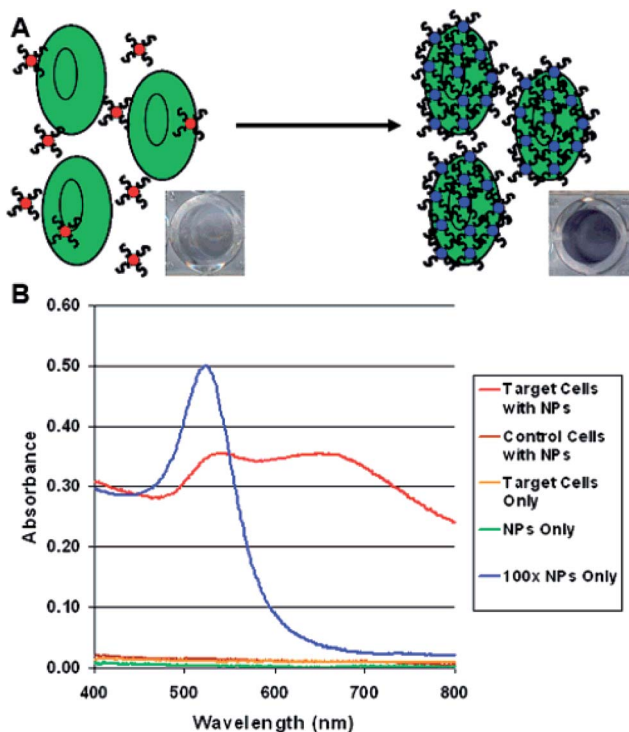 A
B
0.60
0.50
0.40
0.30
0.20
0.10
0.00
Absorbance
400
500
600
700
800
Wavelength (nm)
Target Cells
with NPs
Control Cells
with NPs
Target Cells
Only
NPs Only
100x NPs Only